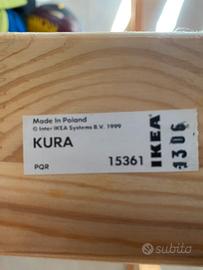 Made In Poland
© Inter IKEA Systems B.V. 1999
KURA
PQR
15361
IKEA
1306
subito